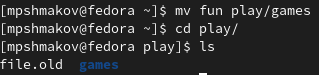 [mpshmakov@fedora ~]$ mv fun play/games
[mpshmakov@fedora ~]$ cd play/
[mpshmakov@fedora play]$ ls
file.old  games